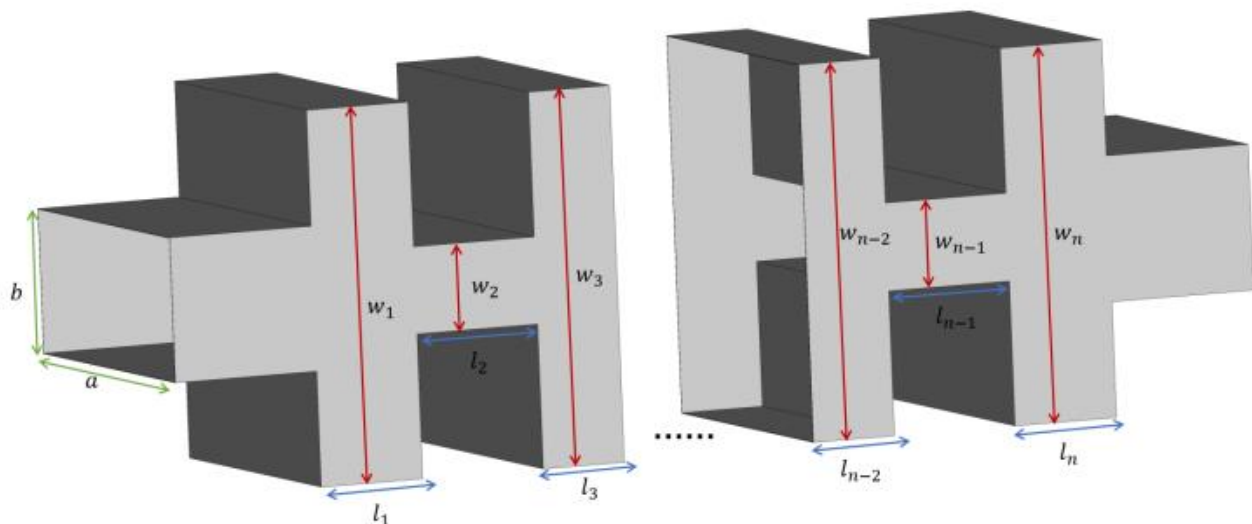 w₁
w₂
w₃
wₙ₋₂
wₙ₋₁
wₙ
b
a
l₁
l₂
l₃
......
lₙ₋₂
lₙ₋₁
lₙ